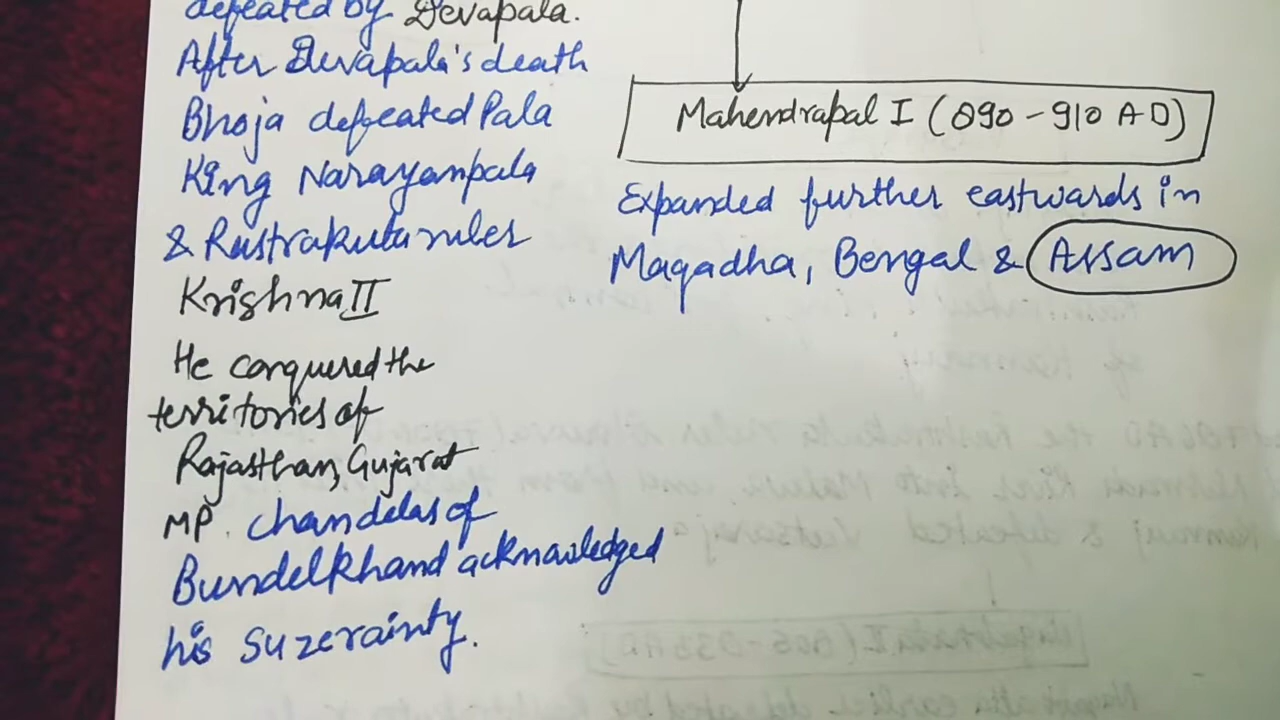 defeated by Devapala.
After Devapala's death
Bhoja defeated Pala
King Narayanpala
& Rastrakuta ruler
Krishna II
He conquered the
territories of
Rajasthan, Gujarat
MP. Chandelas of
Bundelkhand acknowledged
his suzerainty.
Mahendrapal I (890-910 AD)
Expanded further eastwards in
Magadha, Bengal & Assam